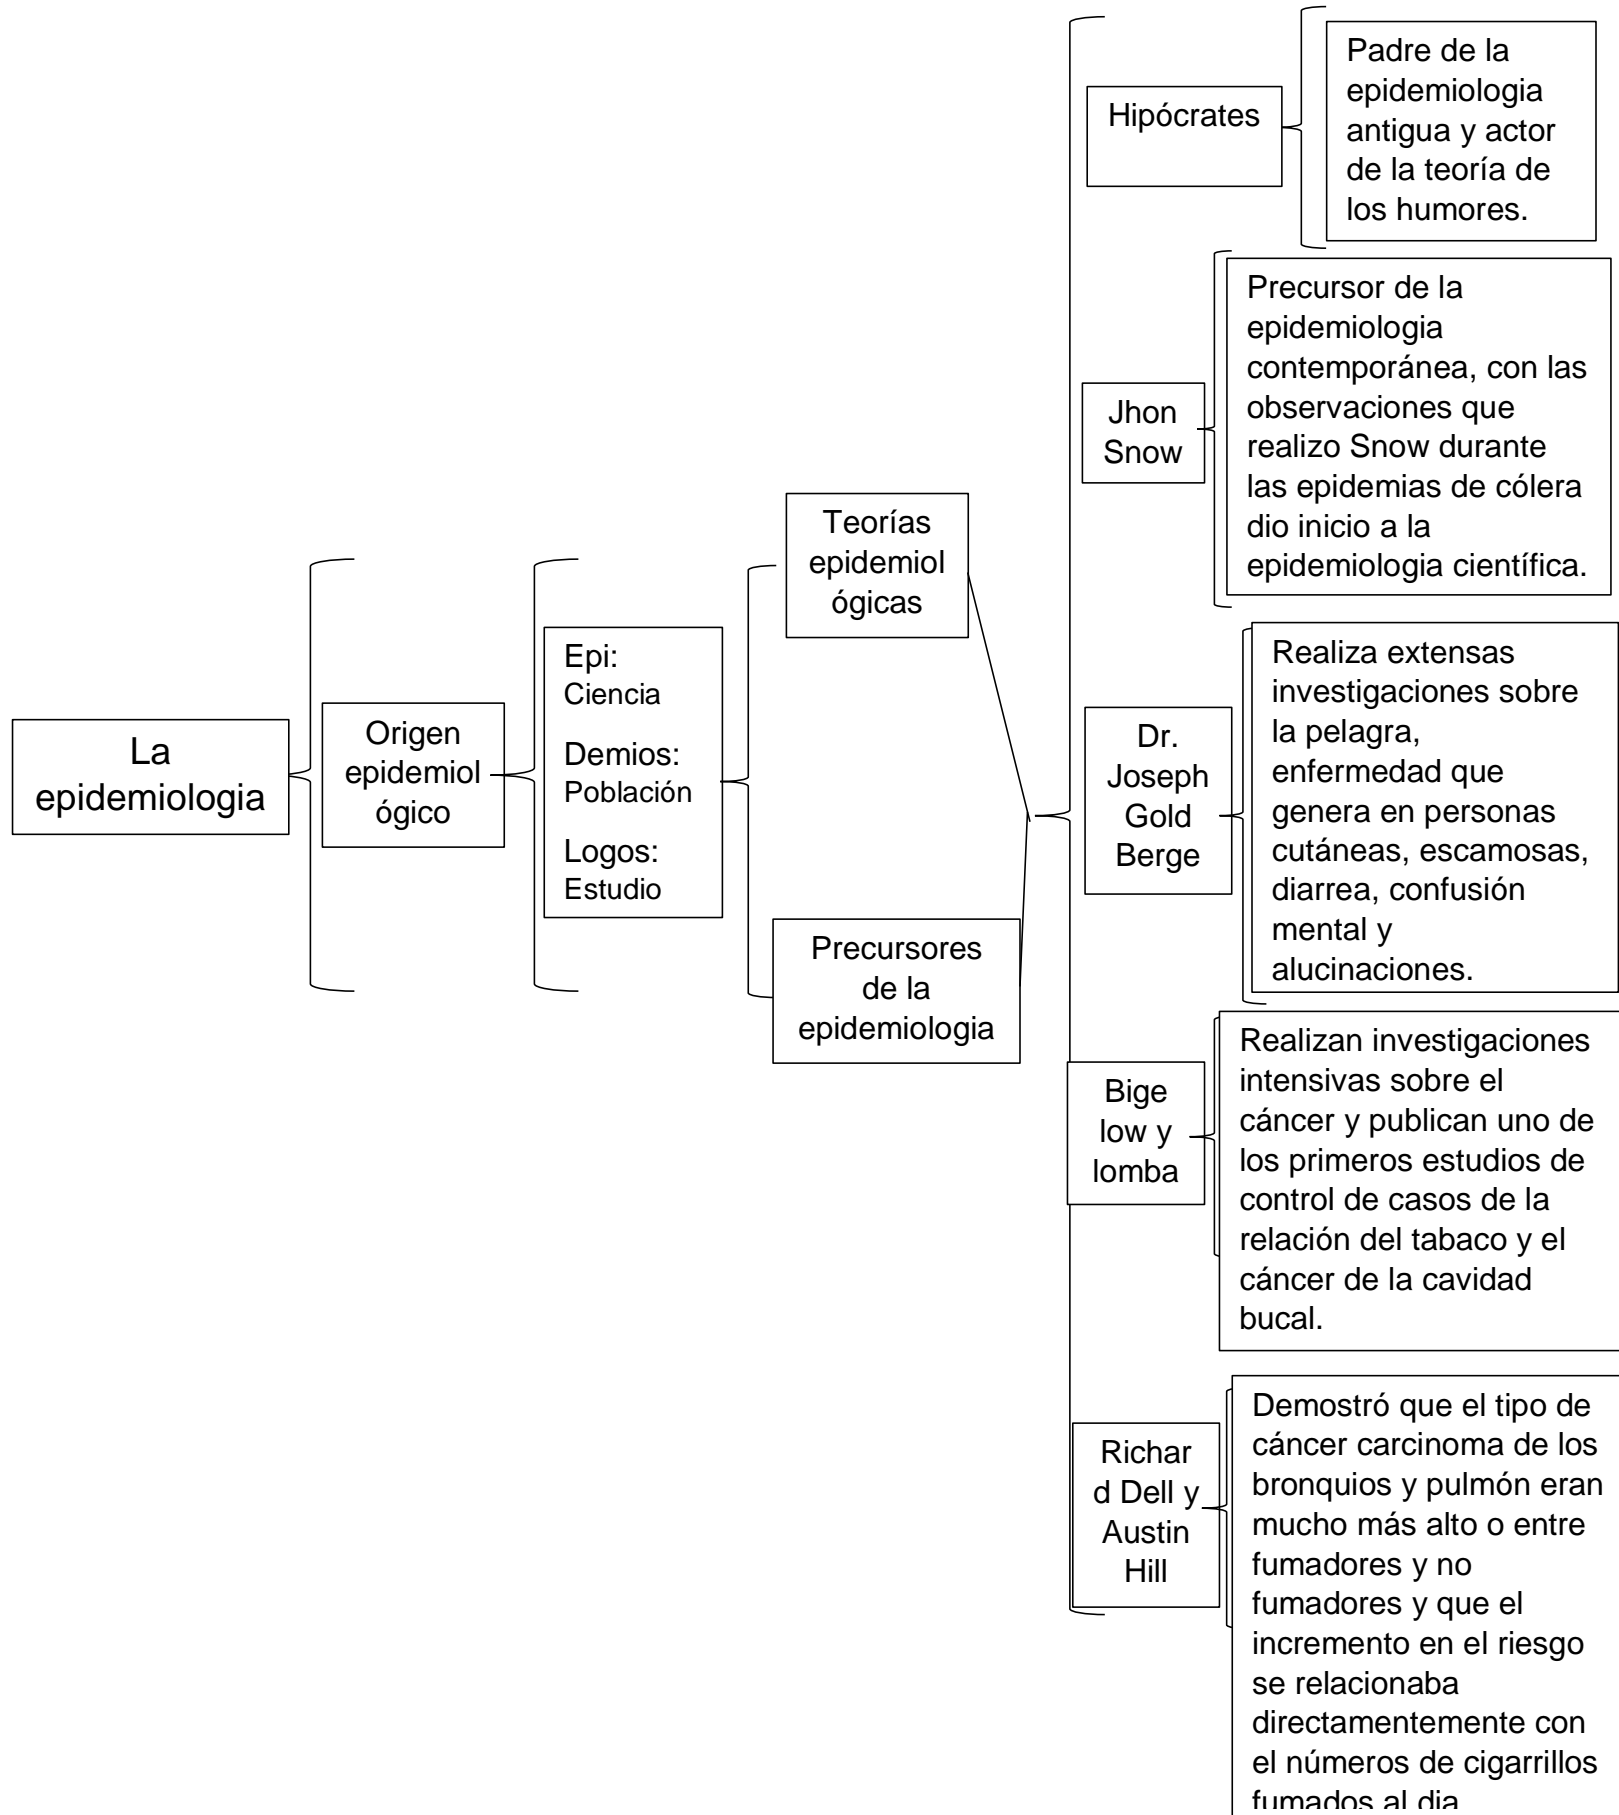 La
epidemiologia
Origen
epidemiol
ógico
Epi:
Ciencia
Demios:
Población
Logos:
Estudio
Teorías
epidemiol
ógicas
Precursores
de la
epidemiologia
Hipócrates
Padre de la
epidemiologia
antigua y actor
de la teoría de
los humores.
Jhon
Snow
Precursor de la
epidemiologia
contemporánea, con las
observaciones que
realizo Snow durante
las epidemias de cólera
dio inicio a la
epidemiologia científica.
Dr.
Joseph
Gold
Berge
Realiza extensas
investigaciones sobre
la pelagra,
enfermedad que
genera en personas
cutáneas, escamosas,
diarrea, confusión
mental y
alucinaciones.
Bige
low y
lomba
Realizan investigaciones
intensivas sobre el
cáncer y publican uno de
los primeros estudios de
control de casos de la
relación del tabaco y el
cáncer de la cavidad
bucal.
Richar
d Dell y
Austin
Hill
Demostró que el tipo de
cáncer carcinoma de los
bronquios y pulmón eran
mucho más alto o entre
fumadores y no
fumadores y que el
incremento en el riesgo
se relacionaba
directamentemente con
el números de cigarrillos
fumados al dia